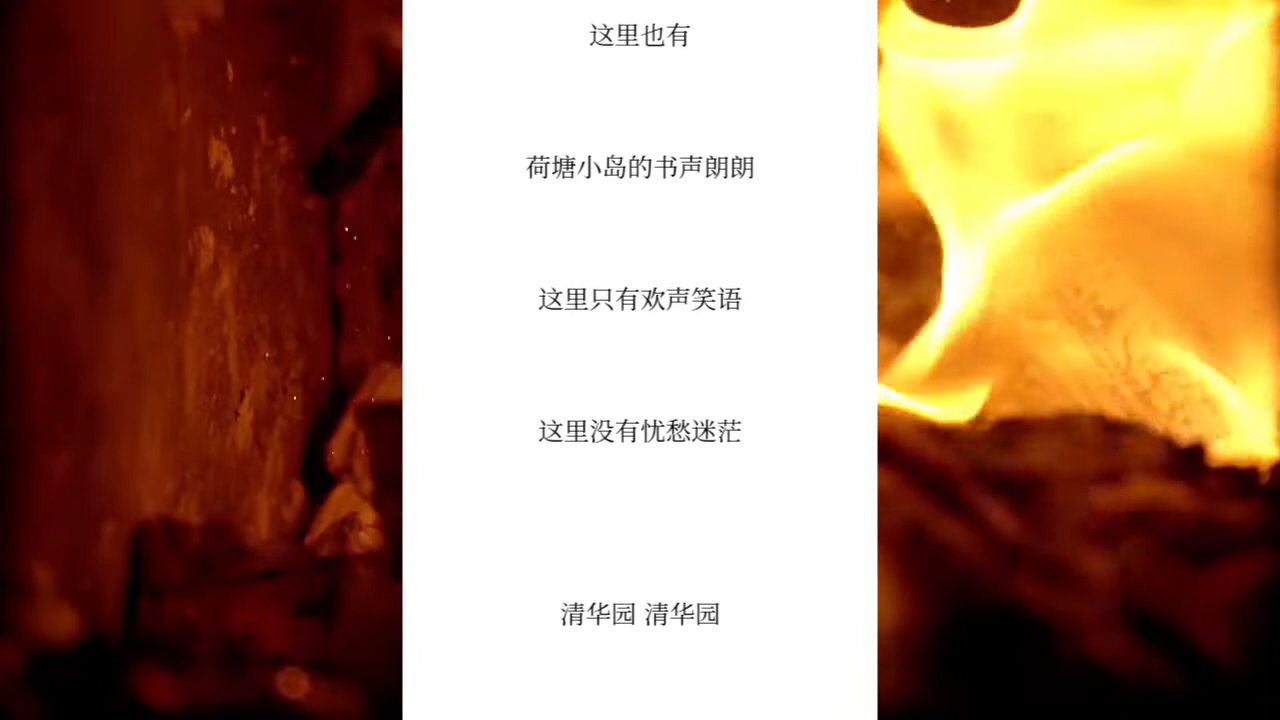 这里也有
荷塘小岛的书声朗朗
这里只有欢声笑语
这里没有忧愁迷茫
清华园 清华园